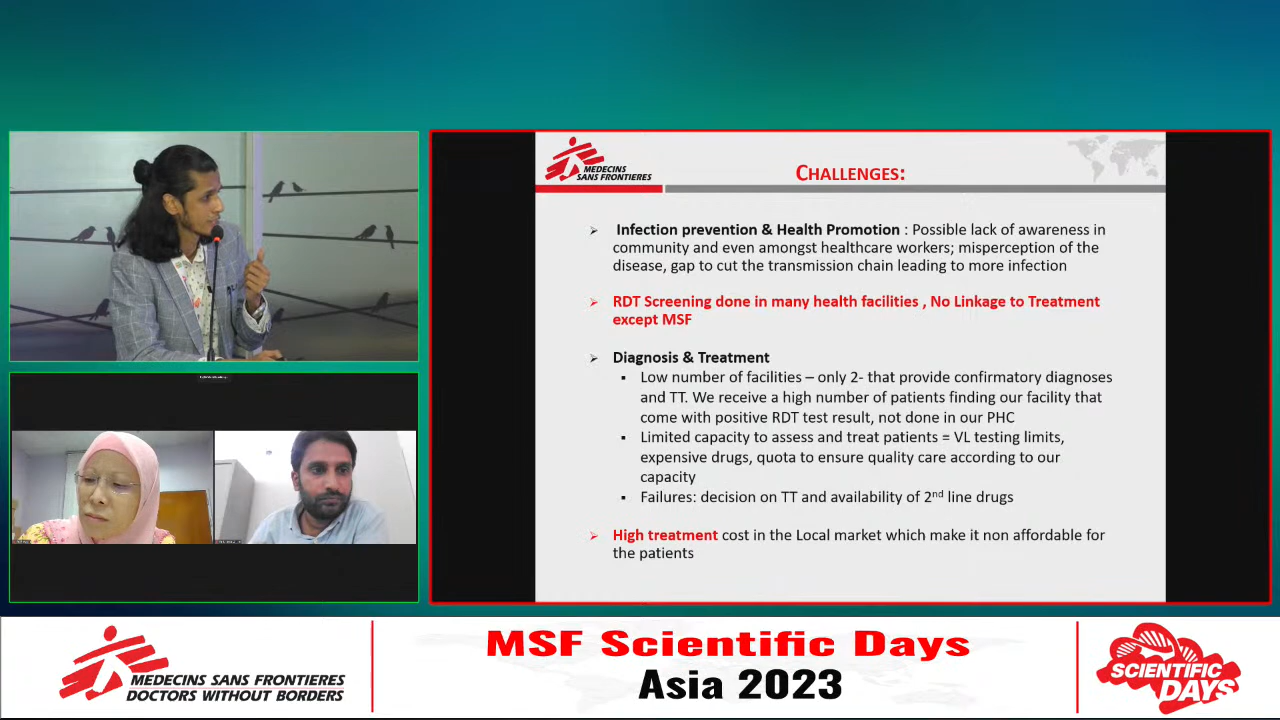 MEDECINS
SANS FRONTIERES
CHALLENGES:
➢ Infection prevention & Health Promotion : Possible lack of awareness in
community and even amongst healthcare workers; misperception of the
disease, gap to cut the transmission chain leading to more infection
➢ RDT Screening done in many health facilities , No Linkage to Treatment
except MSF
➢ Diagnosis & Treatment
▪ Low number of facilities – only 2- that provide confirmatory diagnoses
and TT. We receive a high number of patients finding our facility that
come with positive RDT test result, not done in our PHC
▪ Limited capacity to assess and treat patients = VL testing limits,
expensive drugs, quota to ensure quality care according to our
capacity
▪ Failures: decision on TT and availability of 2nd line drugs
➢ High treatment cost in the Local market which make it non affordable for
the patients
MEDECINS SANS FRONTIERES
DOCTORS WITHOUT BORDERS
MSF Scientific Days
Asia 2023
SCIENTIFIC
DAYS